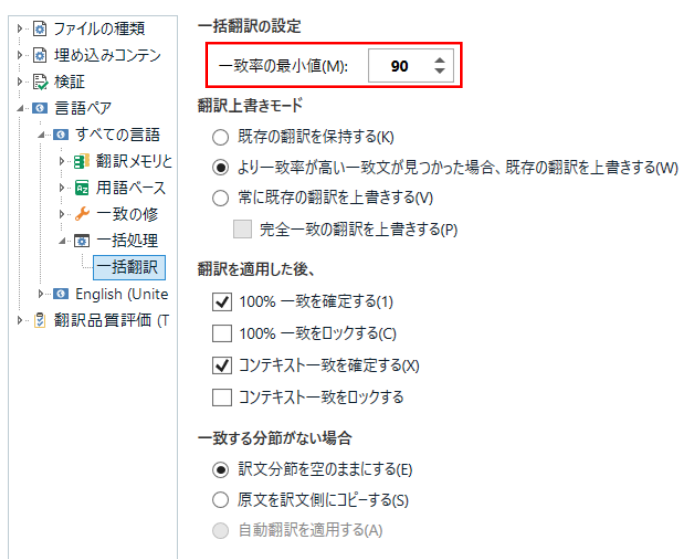 ファイルの種類
埋め込みコンテン
検証
言語ペア
すべての言語
翻訳メモリと
用語ベース
一致の修
一括処理
一括翻訳
English (Unite
翻訳品質評価 (T
一括翻訳の設定
一致率の最小値(M): 90
翻訳上書きモード
既存の翻訳を保持する(K)
より一致率が高い一致文が見つかった場合、既存の翻訳を上書きする(W)
常に既存の翻訳を上書きする(V)
完全一致の翻訳を上書きする(P)
翻訳を適用した後、
100% 一致を確定する(1)
100% 一致をロックする(C)
コンテキスト一致を確定する(X)
コンテキスト一致をロックする
一致する分節がない場合
訳文分節を空のままにする(E)
原文を訳文側にコピーする(S)
自動翻訳を適用する(A)